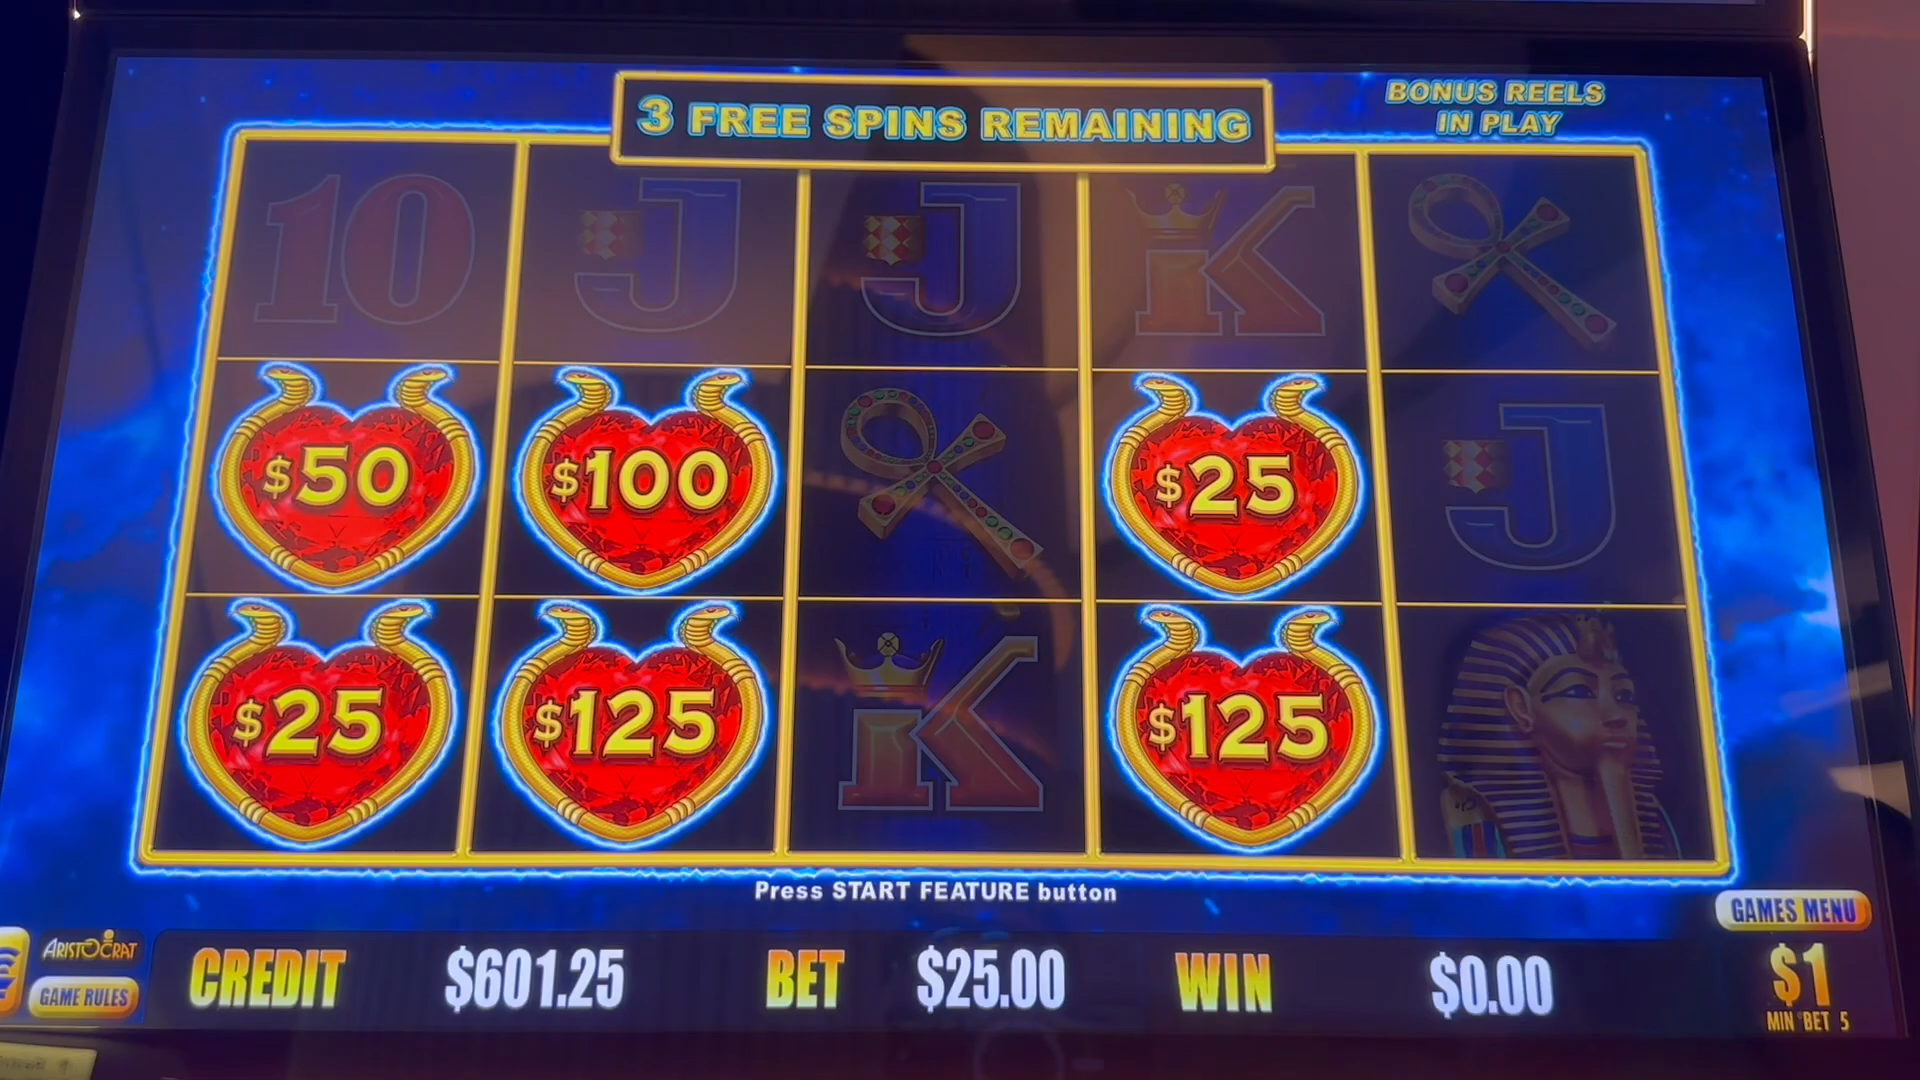 3 FREE SPINS REMAINING
BONUS REELS
IN PLAY
10 J J K
$50 $100 $25 J
$25 $125 K $125
Press START FEATURE button
GAMES MENU
ARISTOCRAT
GAME RULES
CREDIT $601.25 BET $25.00 WIN $0.00
$1
MIN BET 5